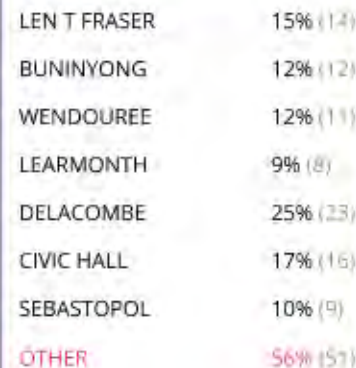 LEN T FRASER 15% (14)
BUNINYONG 12% (12)
WENDOUREE 12% (11)
LEARMONTH 9% (8)
DELACOMBE 25% (23)
CIVIC HALL 17% (16)
SEBASTOPOL 10% (9)
OTHER 56% (51)